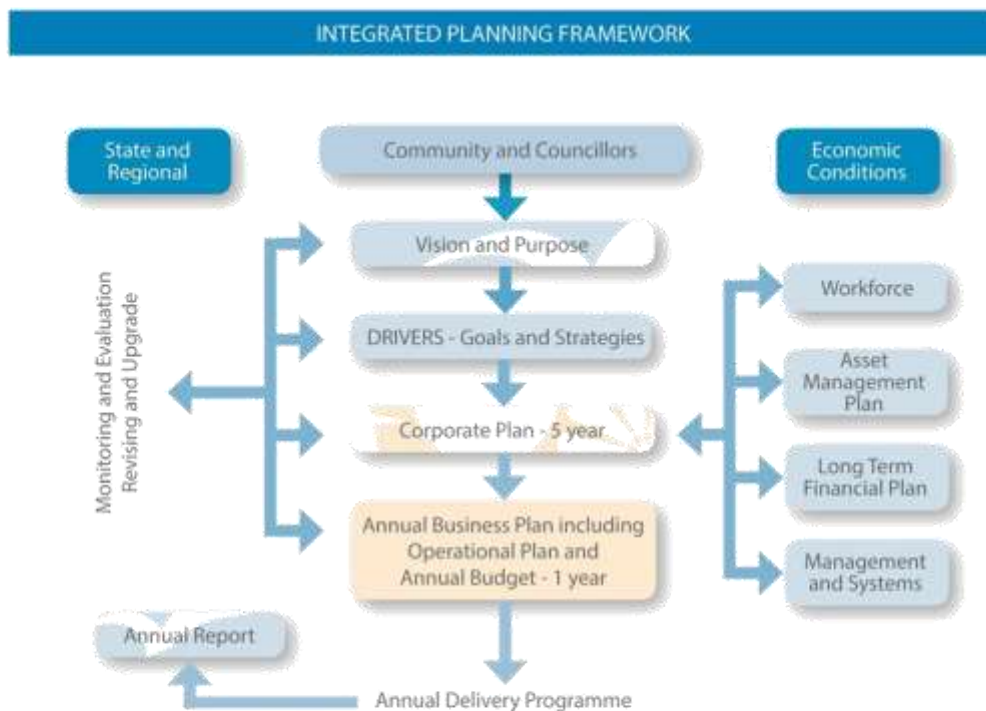 INTEGRATED PLANNING FRAMEWORK
State and
Regional
Community and Councillors
Economic
Conditions
Vision and Purpose
Monitoring and Evaluation
Revising and Upgrade
DRIVERS - Goals and Strategies
Corporate Plan - 5 year
Annual Business Plan including
Operational Plan and
Annual Budget - 1 year
Workforce
Asset
Management
Plan
Long Term
Financial Plan
Management
and Systems
Annual Report
Annual Delivery Programme